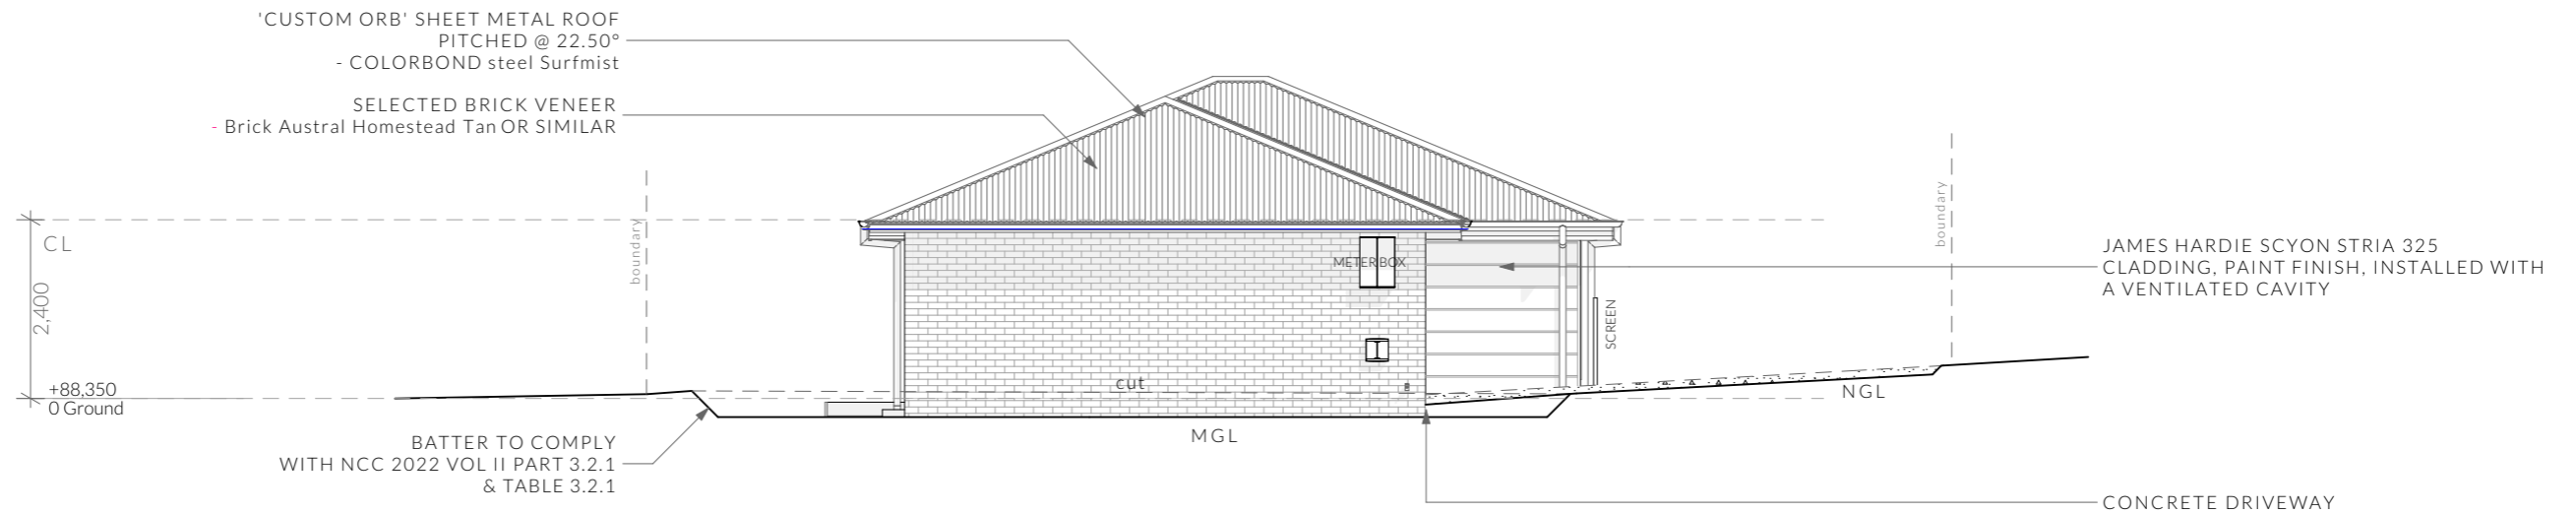 'CUSTOM ORB' SHEET METAL ROOF
PITCHED @ 22.50°
- COLORBOND steel Surfmist
SELECTED BRICK VENEER
- Brick Austral Homestead Tan OR SIMILAR
boundary
boundary
CL
2,400
+88,350
0 Ground
METER BOX
JAMES HARDIE SCYON STRIA 325
CLADDING, PAINT FINISH, INSTALLED WITH
A VENTILATED CAVITY
SCREEN
cut
NGL
MGL
BATTER TO COMPLY
WITH NCC 2022 VOL II PART 3.2.1
& TABLE 3.2.1
CONCRETE DRIVEWAY